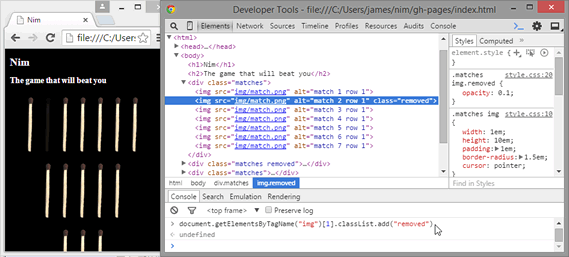 Nim
file:///C:/Users
Nim
The game that will beat you
Developer Tools - file:///C:/Users/james/nim/gh-pages/index.html
Elements Network Sources Timeline Profiles Resources Audits Console
<html>
<head>…</head>
<body>
<h1>Nim</h1>
<h2>The game that will beat you</h2>
<div class="matches">
<img src="img/match.png" alt="match 1 row 1">
<img src="img/match.png" alt="match 2 row 1" class="removed">
<img src="img/match.png" alt="match 3 row 1">
<img src="img/match.png" alt="match 4 row 1">
<img src="img/match.png" alt="match 5 row 1">
<img src="img/match.png" alt="match 6 row 1">
<img src="img/match.png" alt="match 7 row 1">
</div>
<div class="matches removed">…</div>
<div class="matches">…</div>
html body div.matches img.removed
Styles Computed »
element.style {
}
.matches style.css:20
img.removed {
opacity: 0.1;
}
.matches img style.css:12
{
width: 1em;
height: 10em;
padding: 1em;
border-radius: 1.5em;
cursor: pointer;
Find in Styles
Console Search Emulation Rendering
<top frame> Preserve log
> document.getElementsByTagName("img")[1].classList.add("removed")
undefined
>